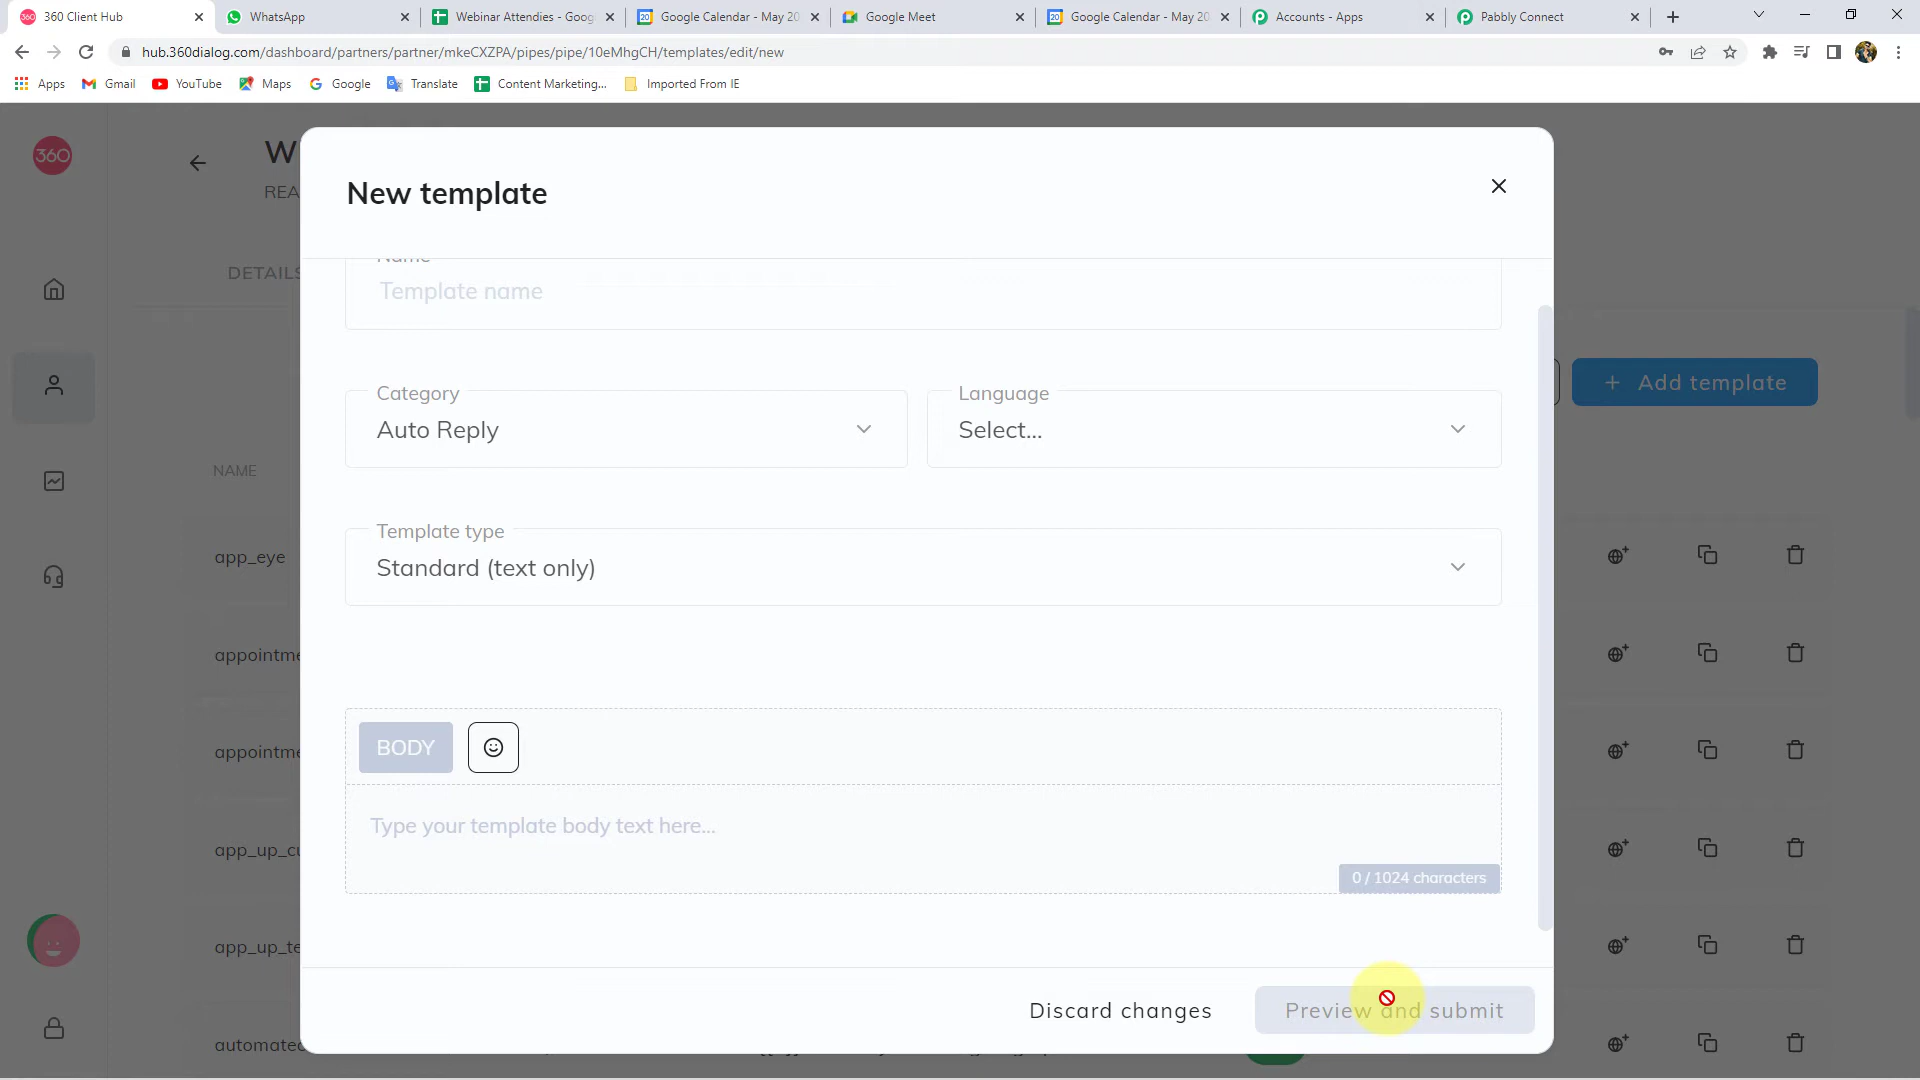 360 Client Hub
WhatsApp
Webinar Attendies - Goog
Google Calendar - May 20
Google Meet
Google Calendar - May 20
Accounts - Apps
Pabbly Connect
hub.360dialog.com/dashboard/partners/partner/mkeCXZPA/pipes/pipe/10eMhgCH/templates/edit/new
Apps
Gmail
YouTube
Maps
Google
Translate
Content Marketing...
Imported From IE
360
W
REA
DETAILS
New template
Name
Template name
Category
Auto Reply
Language
Select...
Template type
Standard (text only)
+ Add template
NAME
app_eye
appointme
appointme
app_up_cu
app_up_te
automated
BODY
Type your template body text here...
0 / 1024 characters
Discard changes
Preview and submit